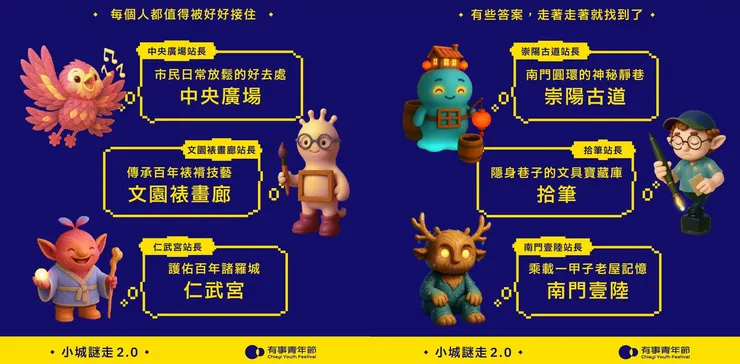 每個人都值得被好好接住
中央廣場站長
市民日常放鬆的好去處
中央廣場
文園裱畫廊站長
傳承百年裱褙技藝
文園裱畫廊
仁武宮站長
護佑百年諸羅城
仁武宮
小城謎走2.0
有事青年節
Chiayi Youth Festival
有些答案，走著走著就找到了
崇陽古道站長
南門圓環的神秘靜巷
崇陽古道
拾筆站長
隱身巷子的文具寶藏庫
拾筆
南門壹陸站長
乘載一甲子老屋記憶
南門壹陸
小城謎走2.0
有事青年節
Chiayi Youth Festival